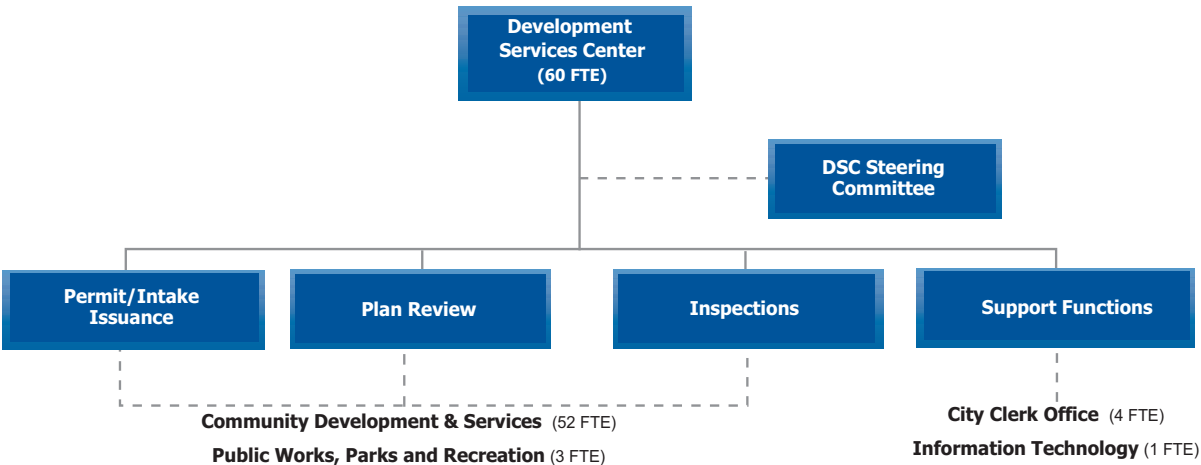 Development
Services Center
(60 FTE)
DSC Steering
Committee
Permit/Intake
Issuance
Plan Review
Inspections
Support Functions
Community Development & Services (52 FTE)
Public Works, Parks and Recreation (3 FTE)
City Clerk Office (4 FTE)
Information Technology (1 FTE)